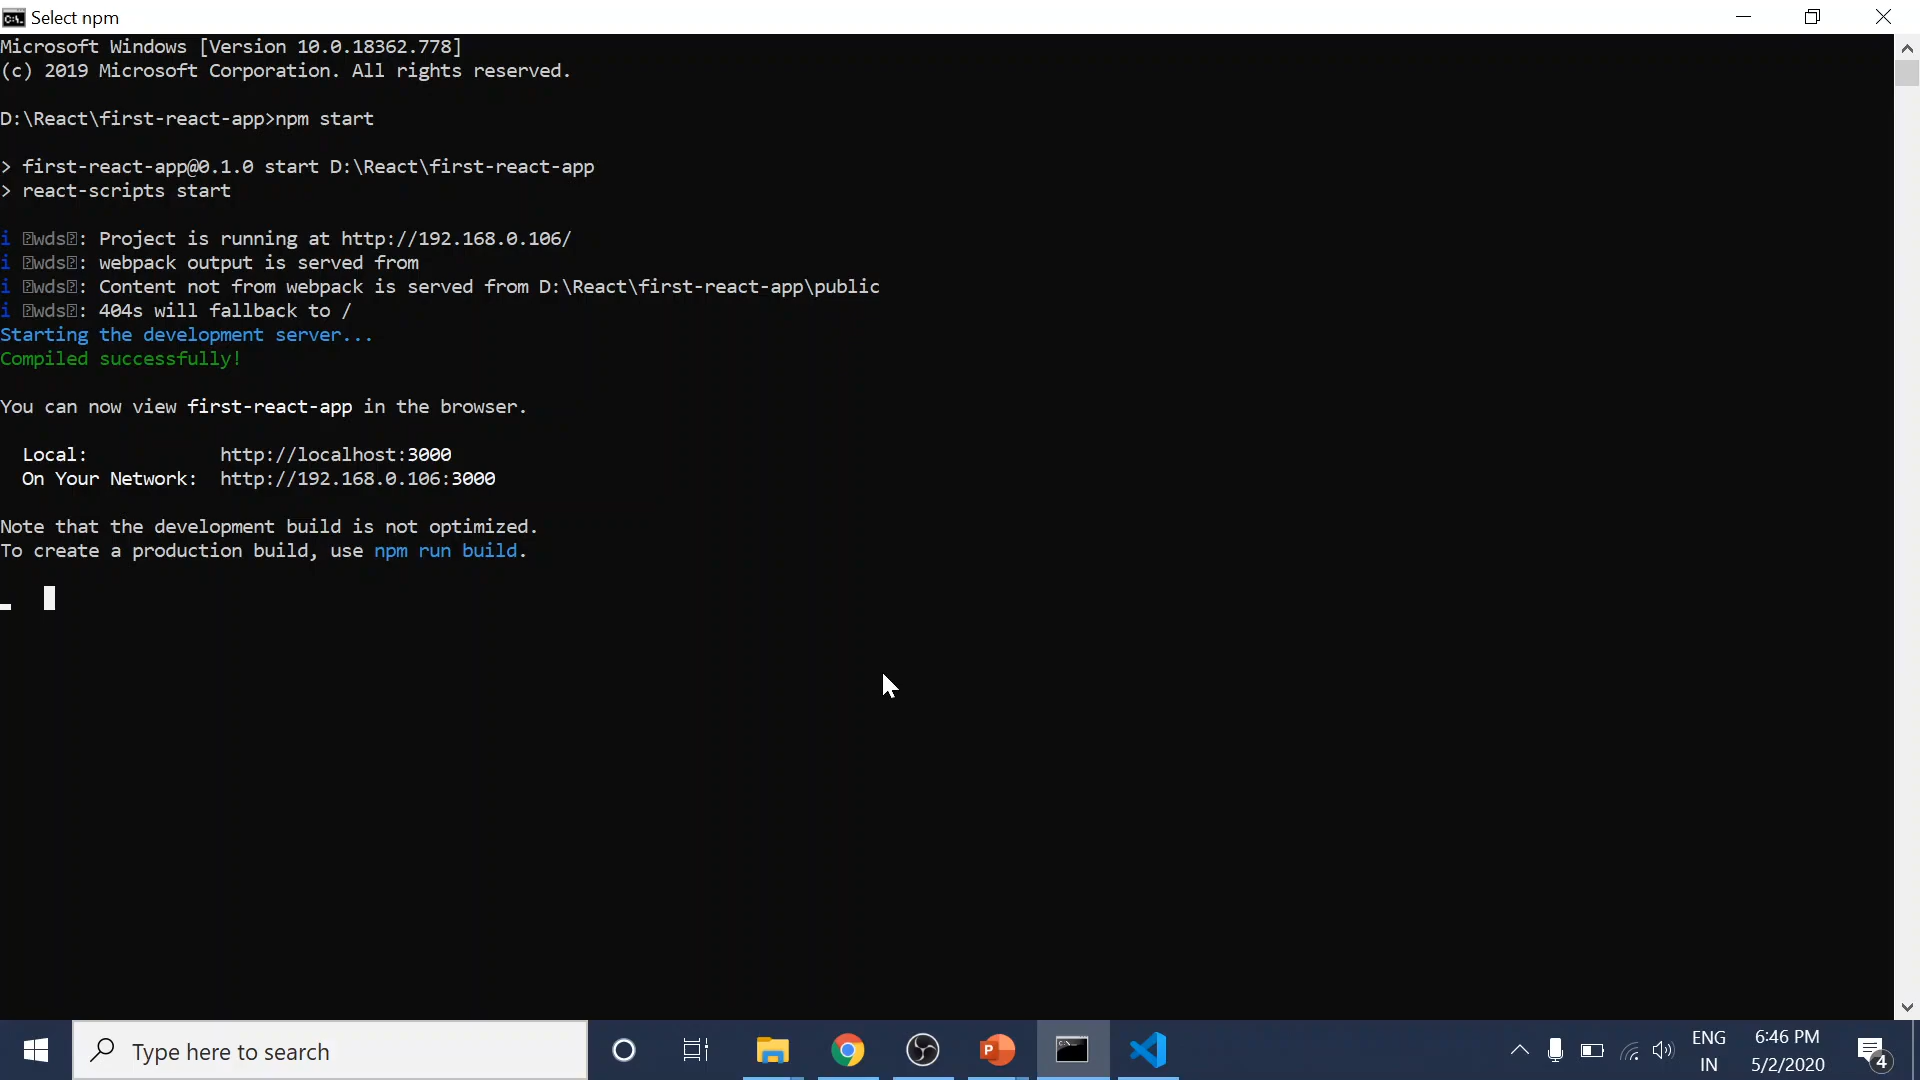 Select npm
Microsoft Windows [Version 10.0.18362.778]
(c) 2019 Microsoft Corporation. All rights reserved.
D:\React\first-react-app>npm start
> first-react-app@0.1.0 start D:\React\first-react-app
> react-scripts start
i ⍰wds⍰: Project is running at http://192.168.0.106/
i ⍰wds⍰: webpack output is served from
i ⍰wds⍰: Content not from webpack is served from D:\React\first-react-app\public
i ⍰wds⍰: 404s will fallback to /
Starting the development server...
Compiled successfully!
You can now view first-react-app in the browser.
Local: http://localhost:3000
On Your Network: http://192.168.0.106:3000
Note that the development build is not optimized.
To create a production build, use npm run build.
Type here to search
ENG
IN
6:46 PM
5/2/2020
4